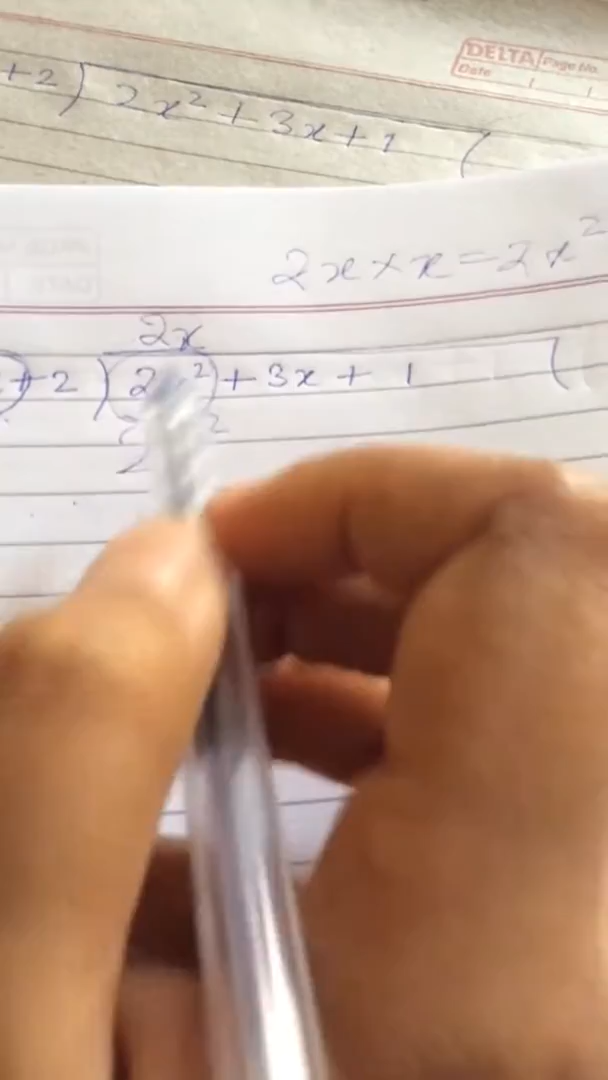 DELTA Page No.
Date / /
+2) 2x² + 3x + 1 (
2x × x = 2x²
2x
+ 2) 2x² + 3x + 1 (